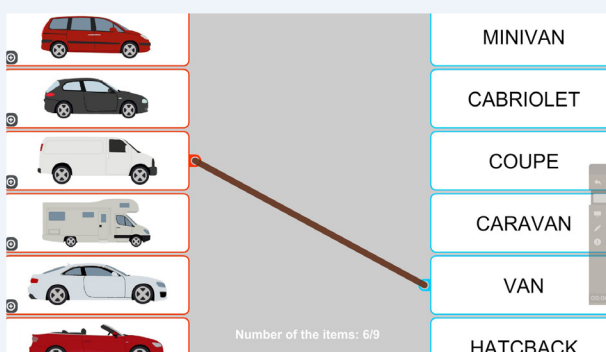 MINIVAN
CABRIOLET
COUPE
CARAVAN
VAN
HATCBACK
Number of the items: 6/9